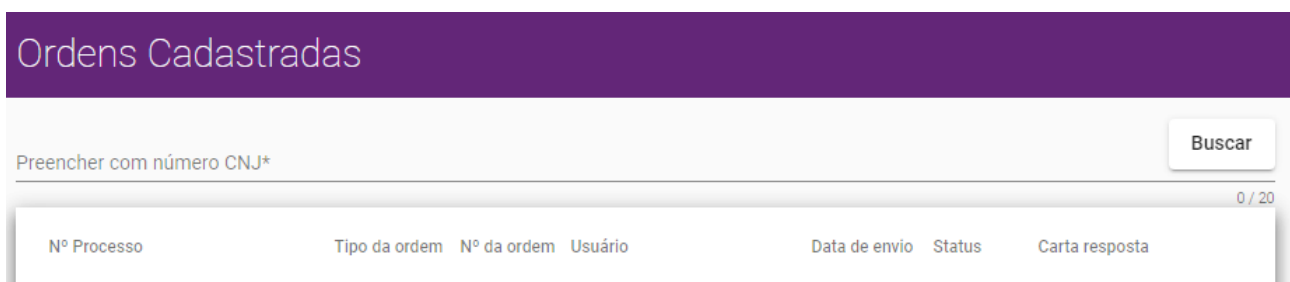 Ordens Cadastradas
Buscar
Preencher com número CNJ*
0 / 20
Nº Processo Tipo da ordem Nº da ordem Usuário Data de envio Status Carta resposta